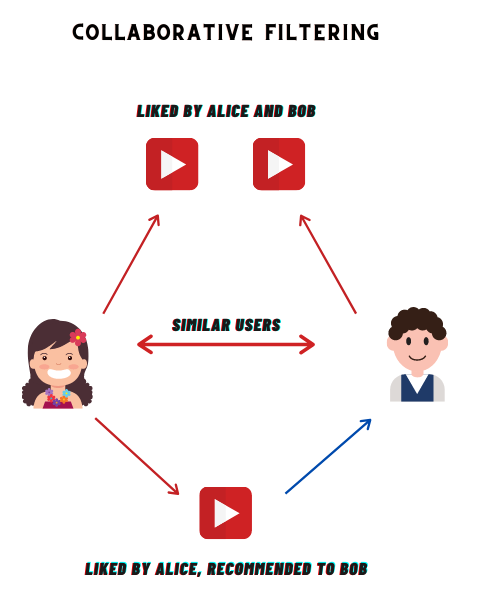 COLLABORATIVE FILTERING
LIKED BY ALICE AND BOB
SIMILAR USERS
LIKED BY ALICE, RECOMMENDED TO BOB